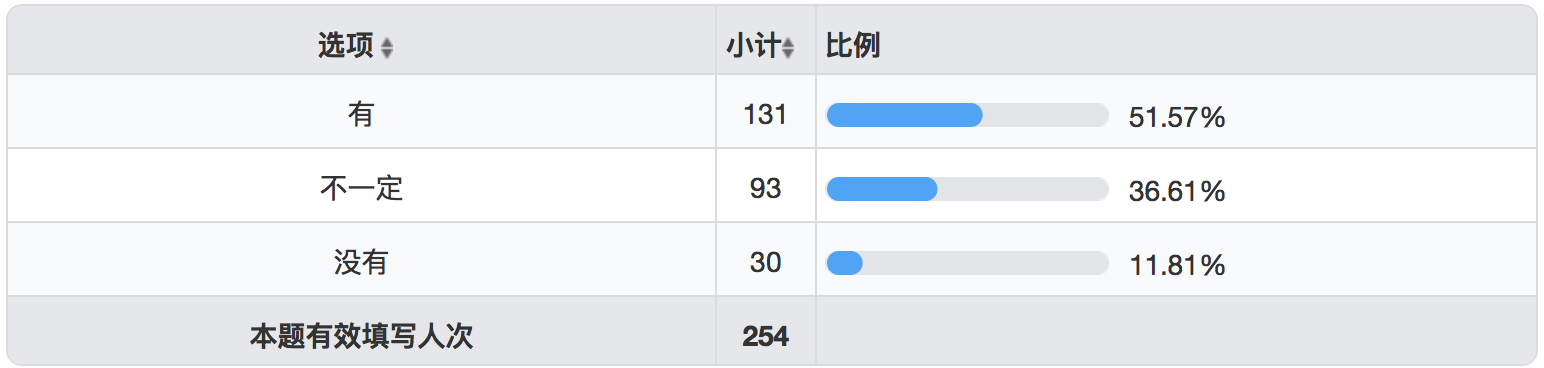 选项 小计 比例
有 131 51.57%
不一定 93 36.61%
没有 30 11.81%
本题有效填写人次 254